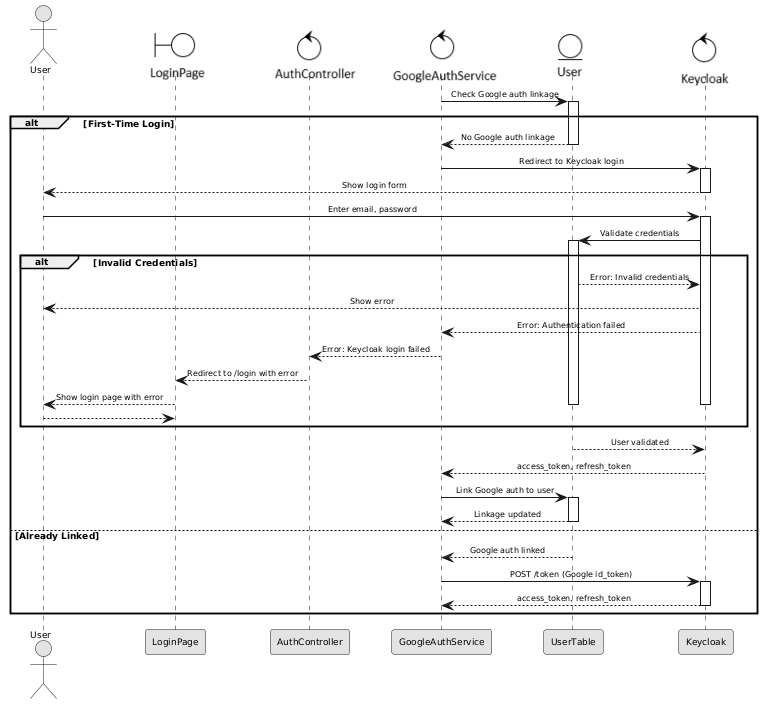 User
LoginPage
AuthController
GoogleAuthService
User
Keycloak
Check Google auth linkage
alt
[First-Time Login]
No Google auth linkage
Redirect to Keycloak login
Show login form
Enter email, password
Validate credentials
alt
[Invalid Credentials]
Error: Invalid credentials
Show error
Error: Authentication failed
Error: Keycloak login failed
Redirect to /login with error
Show login page with error
User validated
access_token, refresh_token
Link Google auth to user
Linkage updated
[Already Linked]
Google auth linked
POST /token (Google id_token)
access_token, refresh_token
User
LoginPage
AuthController
GoogleAuthService
UserTable
Keycloak